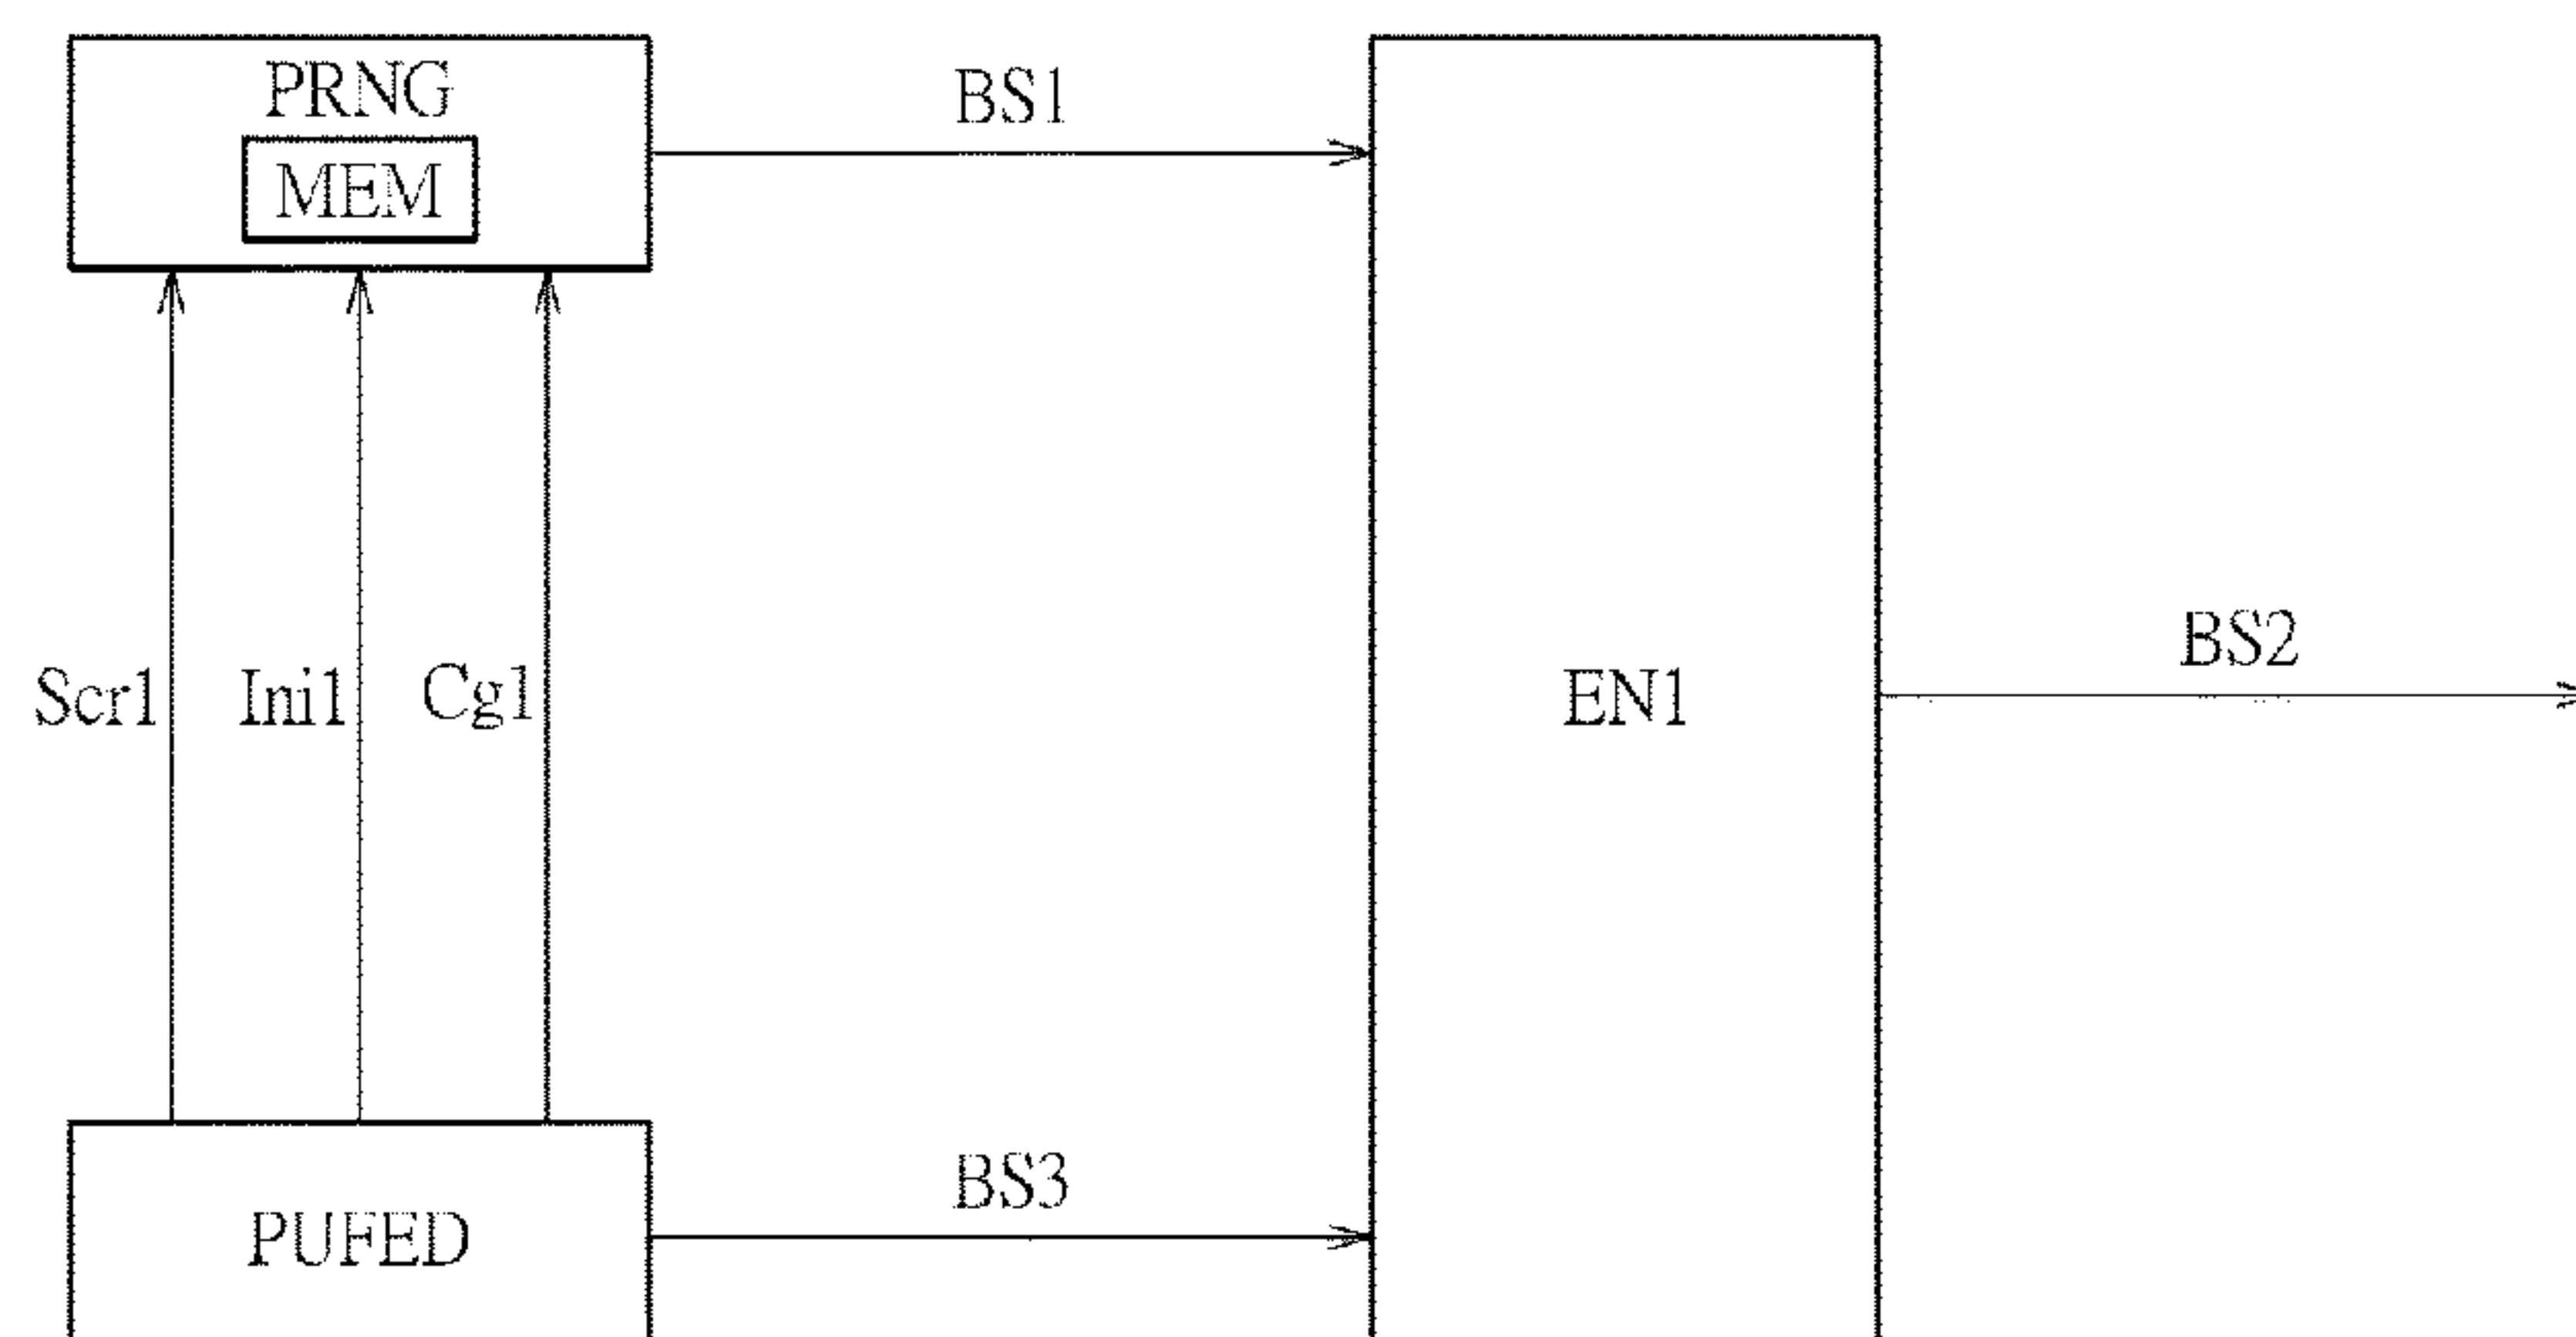 PRNG
MEM
BS1
Scr1
Ini1
Cg1
EN1
BS2
BS3
PUFED